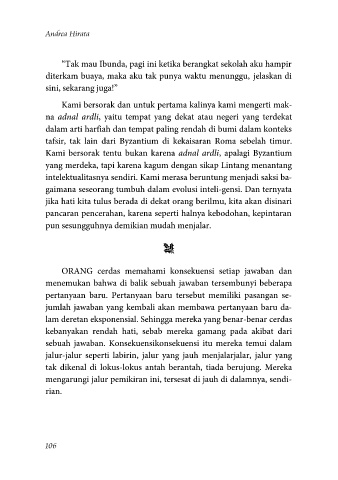 Andrea Hirata
“Tak mau Ibunda, pagi ini ketika berangkat sekolah aku hampir
diterkam buaya, maka aku tak punya waktu menunggu, jelaskan di
sini, sekarang juga!”
Kami bersorak dan untuk pertama kalinya kami mengerti mak-
na adnal ardli, yaitu tempat yang dekat atau negeri yang terdekat
dalam arti harfiah dan tempat paling rendah di bumi dalam konteks
tafsir, tak lain dari Byzantium di kekaisaran Roma sebelah timur.
Kami bersorak tentu bukan karena adnal ardli, apalagi Byzantium
yang merdeka, tapi karena kagum dengan sikap Lintang menantang
intelektualitasnya sendiri. Kami merasa beruntung menjadi saksi ba-
gaimana seseorang tumbuh dalam evolusi inteli-gensi. Dan ternyata
jika hati kita tulus berada di dekat orang berilmu, kita akan disinari
pancaran pencerahan, karena seperti halnya kebodohan, kepintaran
pun sesungguhnya demikian mudah menjalar.
ORANG cerdas memahami konsekuensi setiap jawaban dan
menemukan bahwa di balik sebuah jawaban tersembunyi beberapa
pertanyaan baru. Pertanyaan baru tersebut memiliki pasangan se-
jumlah jawaban yang kembali akan membawa pertanyaan baru da-
lam deretan eksponensial. Sehingga mereka yang benar-benar cerdas
kebanyakan rendah hati, sebab mereka gamang pada akibat dari
sebuah jawaban. Konsekuensikonsekuensi itu mereka temui dalam
jalur-jalur seperti labirin, jalur yang jauh menjalarjalar, jalur yang
tak dikenal di lokus-lokus antah berantah, tiada berujung. Mereka
mengarungi jalur pemikiran ini, tersesat di jauh di dalamnya, sendi-
rian.
106